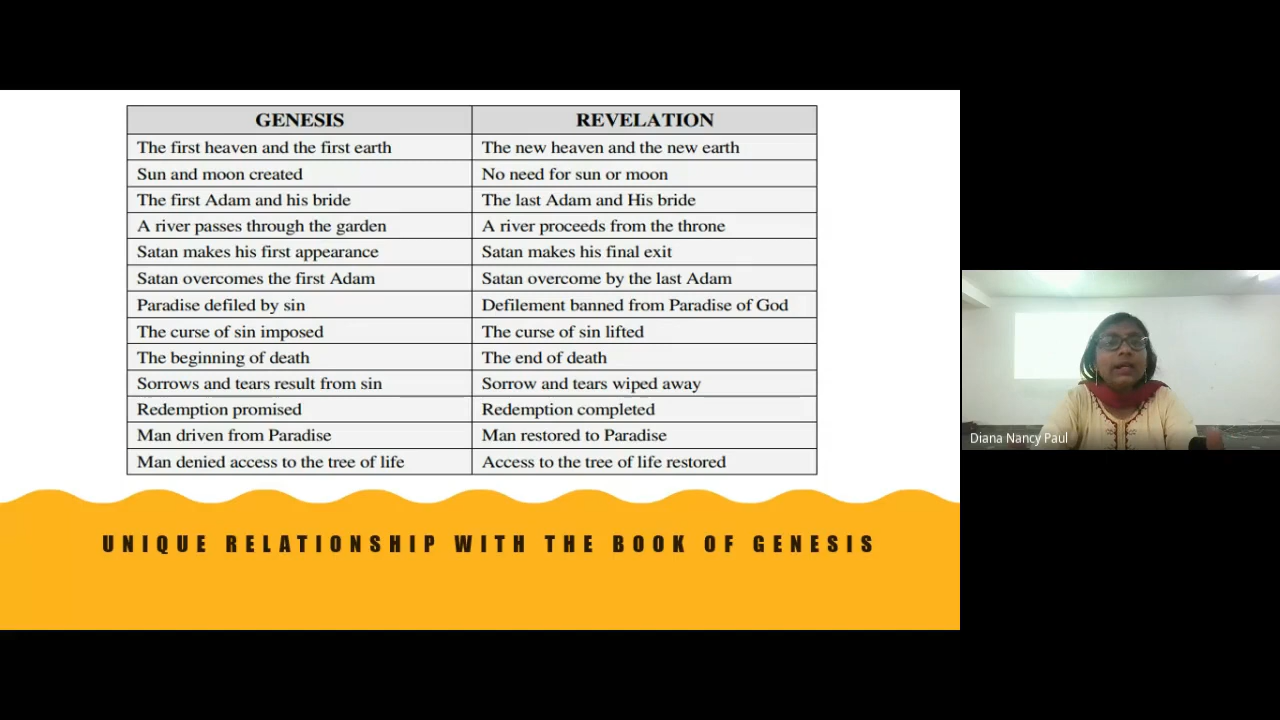 GENESIS REVELATION
The first heaven and the first earth The new heaven and the new earth
Sun and moon created No need for sun or moon
The first Adam and his bride The last Adam and His bride
A river passes through the garden A river proceeds from the throne
Satan makes his first appearance Satan makes his final exit
Satan overcomes the first Adam Satan overcome by the last Adam
Paradise defiled by sin Defilement banned from Paradise of God
The curse of sin imposed The curse of sin lifted
The beginning of death The end of death
Sorrows and tears result from sin Sorrow and tears wiped away
Redemption promised Redemption completed
Man driven from Paradise Man restored to Paradise
Man denied access to the tree of life Access to the tree of life restored
UNIQUE RELATIONSHIP WITH THE BOOK OF GENESIS
Diana Nancy Paul